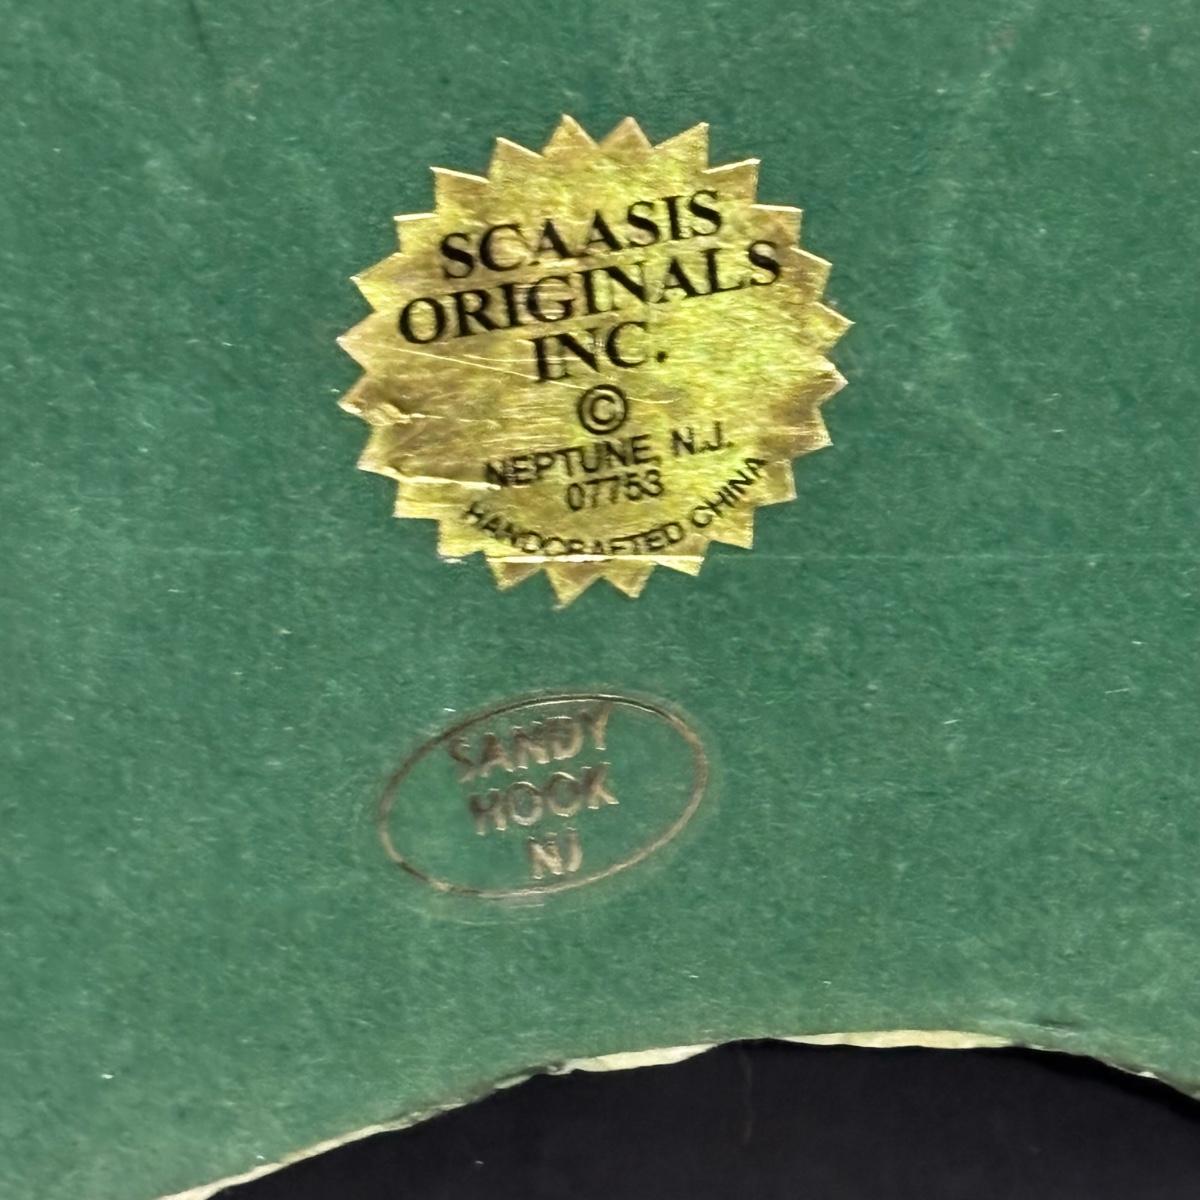 SCAASIS
ORIGINALS
INC.
©
NEPTUNE, N.J.
07753
HANDCRAFTED CHINA
SANDY
HOOK
NJ